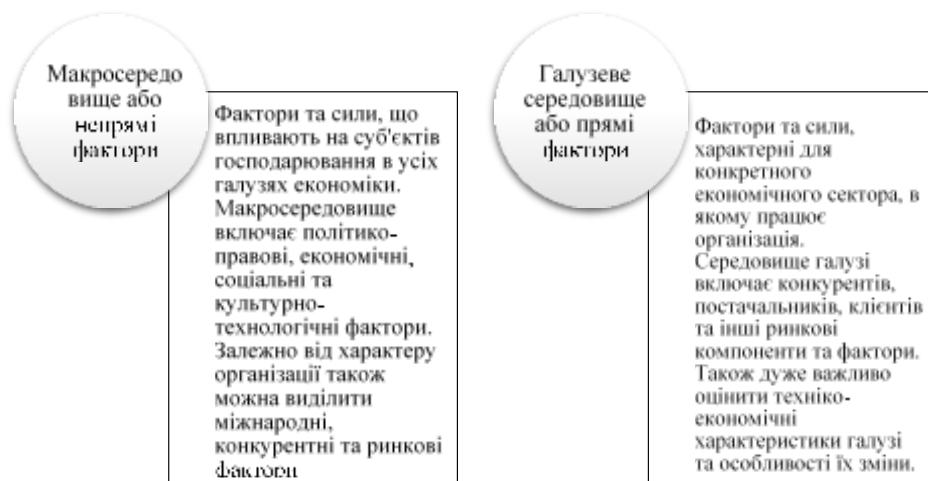 Макросередо
вище або
непрямі
фактори
Фактори та сили, що
впливають на суб'єктів
господарювання в усіх
галузях економіки.
Макросередовище
включає політико-
правові, економічні,
соціальні та
культурно-
технологічні фактори.
Залежно від характеру
організації також
можна виділити
міжнародні,
конкурентні та ринкові
фактори
Галузеве
середовище
або прямі
фактори
Фактори та сили,
характерні для
конкретного
економічного сектора, в
якому працює
організація.
Середовище галузі
включає конкурентів,
постачальників, клієнтів
та інші ринкові
компоненти та фактори.
Також дуже важливо
оцінити техніко-
економічні
характеристики галузі
та особливості їх зміни.